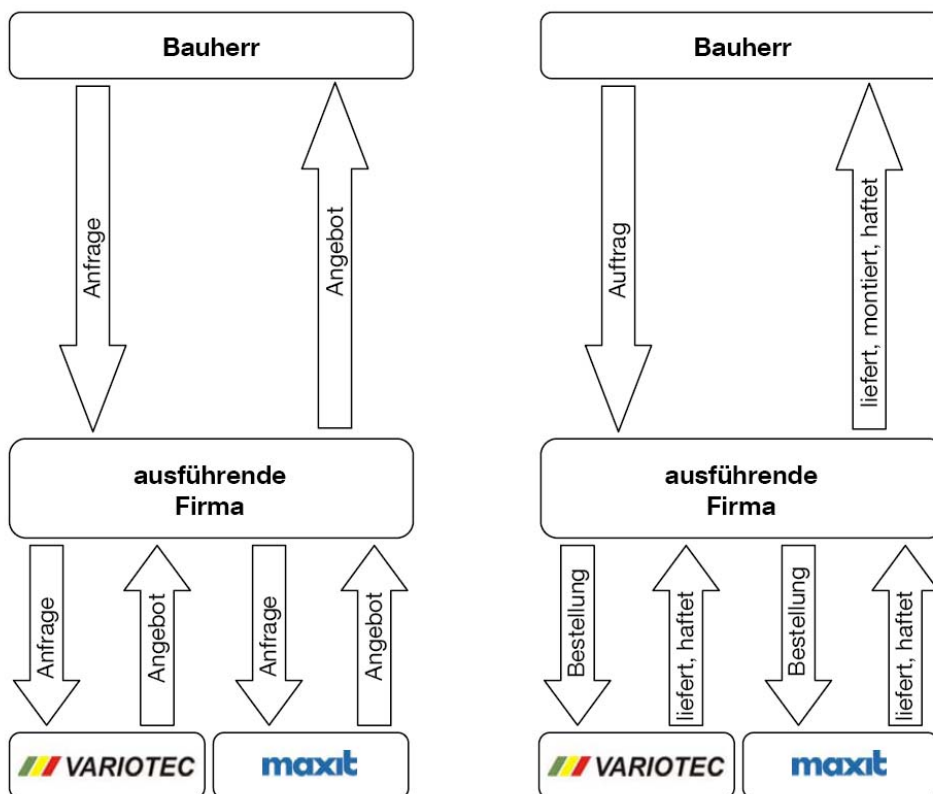 Bauherr
Anfrage
Angebot
ausführende
Firma
Anfrage
Angebot
Anfrage
Angebot
VARIOTEC
maxit
Bauherr
Auftrag
liefert, montiert, haftet
ausführende
Firma
Bestellung
liefert, haftet
Bestellung
liefert, haftet
VARIOTEC
maxit